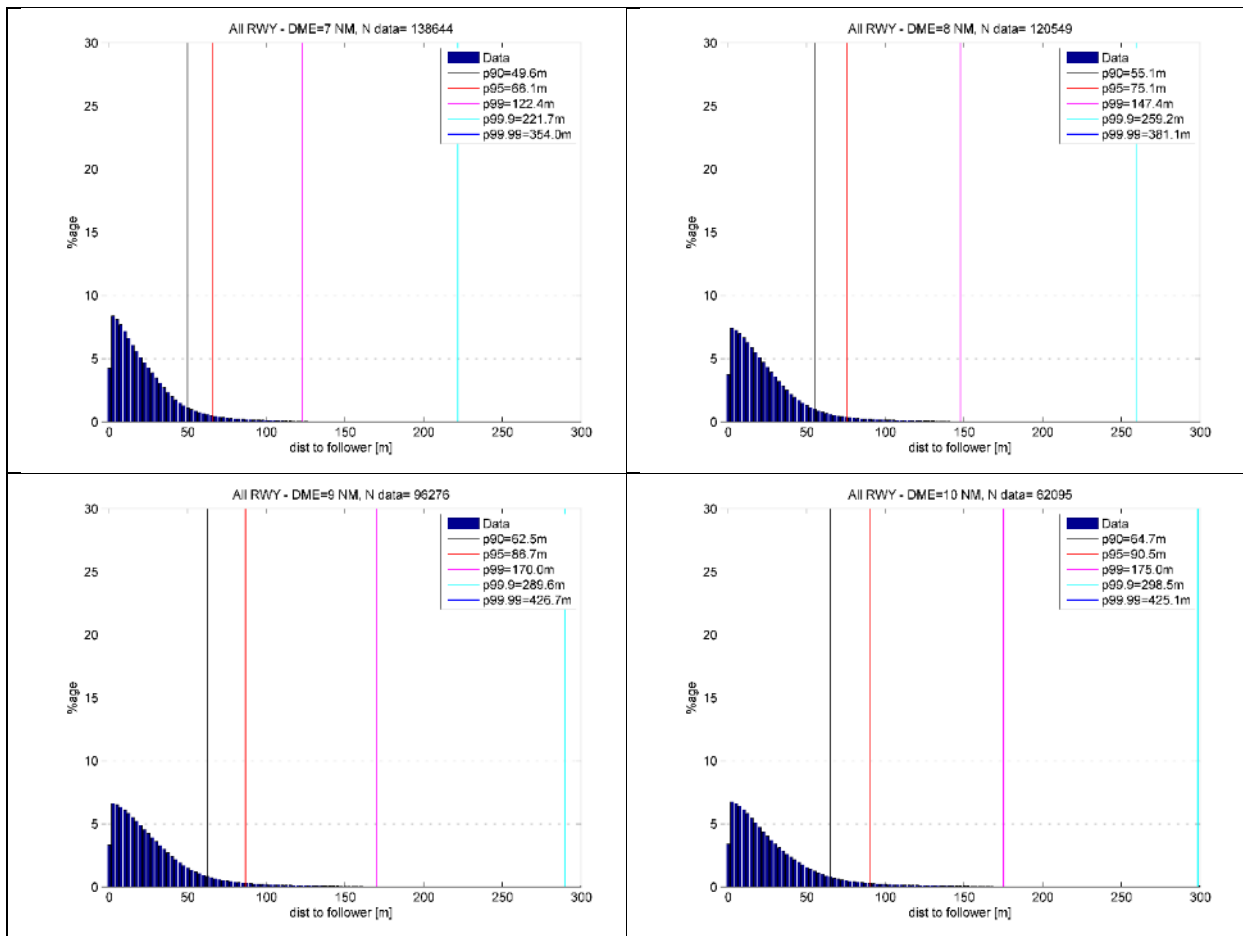 All RWY - DME=7 NM, N data= 138644
30
25
20
15
10
5
0
%age
Data
p90=49.6m
p95=66.1m
p99=122.4m
p99.9=221.7m
p99.99=354.0m
0 50 100 150 200 250 300
dist to follower [m]
All RWY - DME=8 NM, N data= 120549
30
25
20
15
10
5
0
%age
Data
p90=55.1m
p95=75.1m
p99=147.4m
p99.9=259.2m
p99.99=381.1m
0 50 100 150 200 250 300
dist to follower [m]
All RWY - DME=9 NM, N data= 96276
30
25
20
15
10
5
0
%age
Data
p90=62.5m
p95=86.7m
p99=170.0m
p99.9=289.6m
p99.99=426.7m
0 50 100 150 200 250 300
dist to follower [m]
All RWY - DME=10 NM, N data= 62095
30
25
20
15
10
5
0
%age
Data
p90=64.7m
p95=90.5m
p99=175.0m
p99.9=298.5m
p99.99=425.1m
0 50 100 150 200 250 300
dist to follower [m]